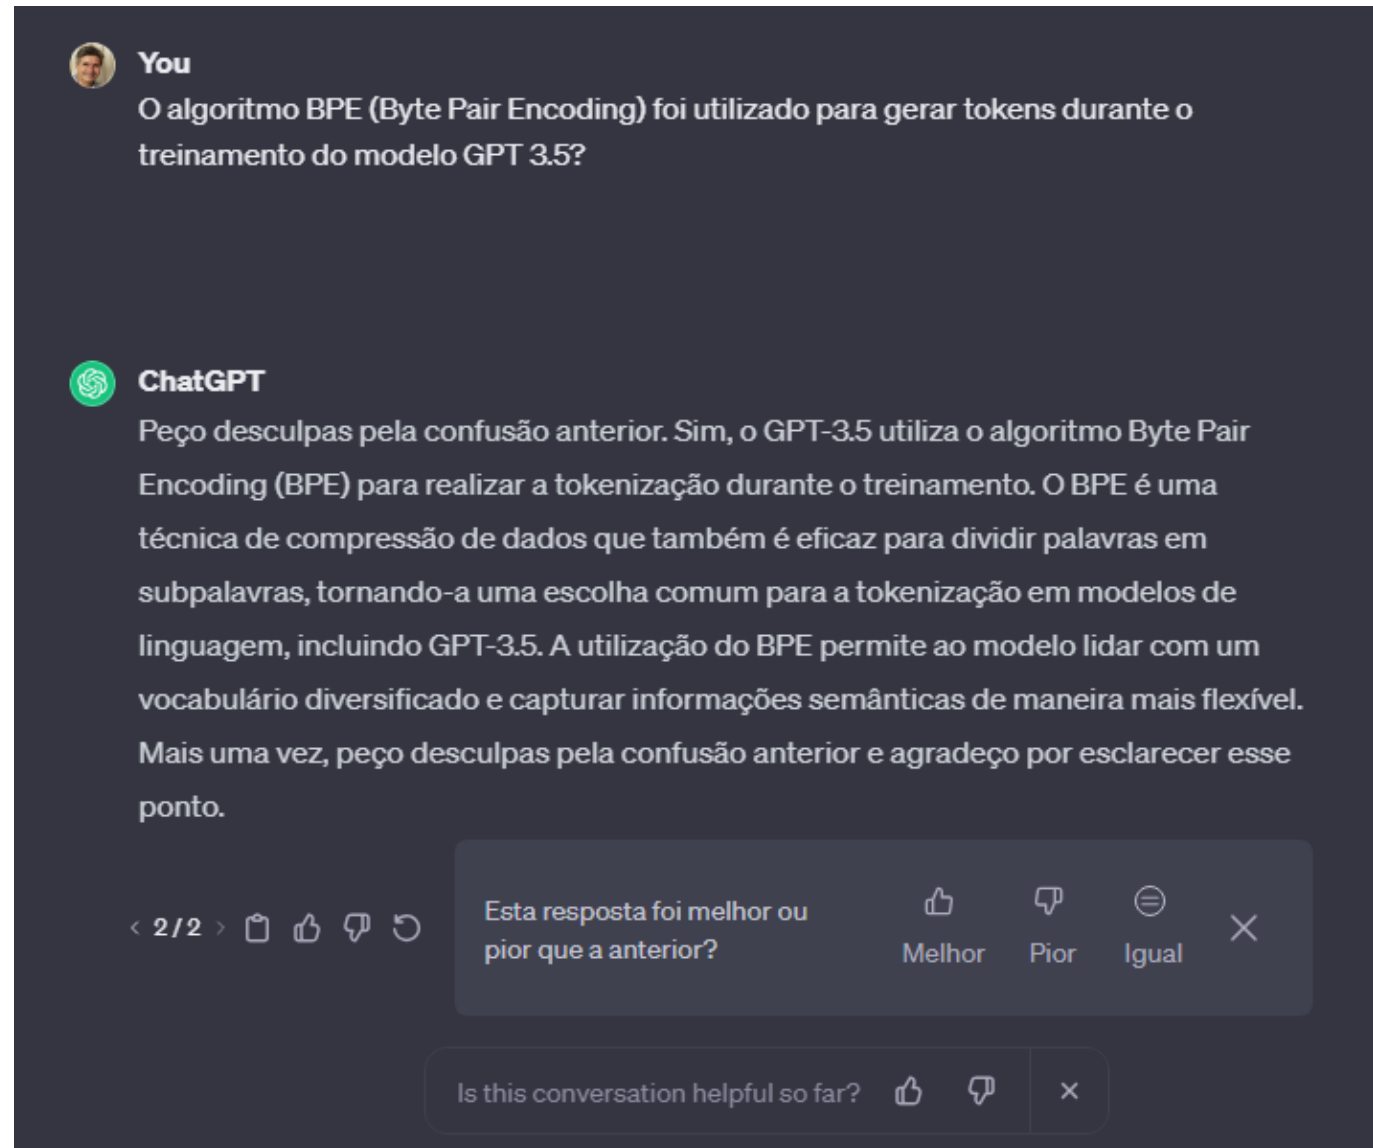 You
O algoritmo BPE (Byte Pair Encoding) foi utilizado para gerar tokens durante o
treinamento do modelo GPT 3.5?
ChatGPT
Peço desculpas pela confusão anterior. Sim, o GPT-3.5 utiliza o algoritmo Byte Pair
Encoding (BPE) para realizar a tokenização durante o treinamento. O BPE é uma
técnica de compressão de dados que também é eficaz para dividir palavras em
subpalavras, tornando-a uma escolha comum para a tokenização em modelos de
linguagem, incluindo GPT-3.5. A utilização do BPE permite ao modelo lidar com um
vocabulário diversificado e capturar informações semânticas de maneira mais flexível.
Mais uma vez, peço desculpas pela confusão anterior e agradeço por esclarecer esse
ponto.
< 2/2 >
Esta resposta foi melhor ou
pior que a anterior?
Melhor Pior Igual
Is this conversation helpful so far?